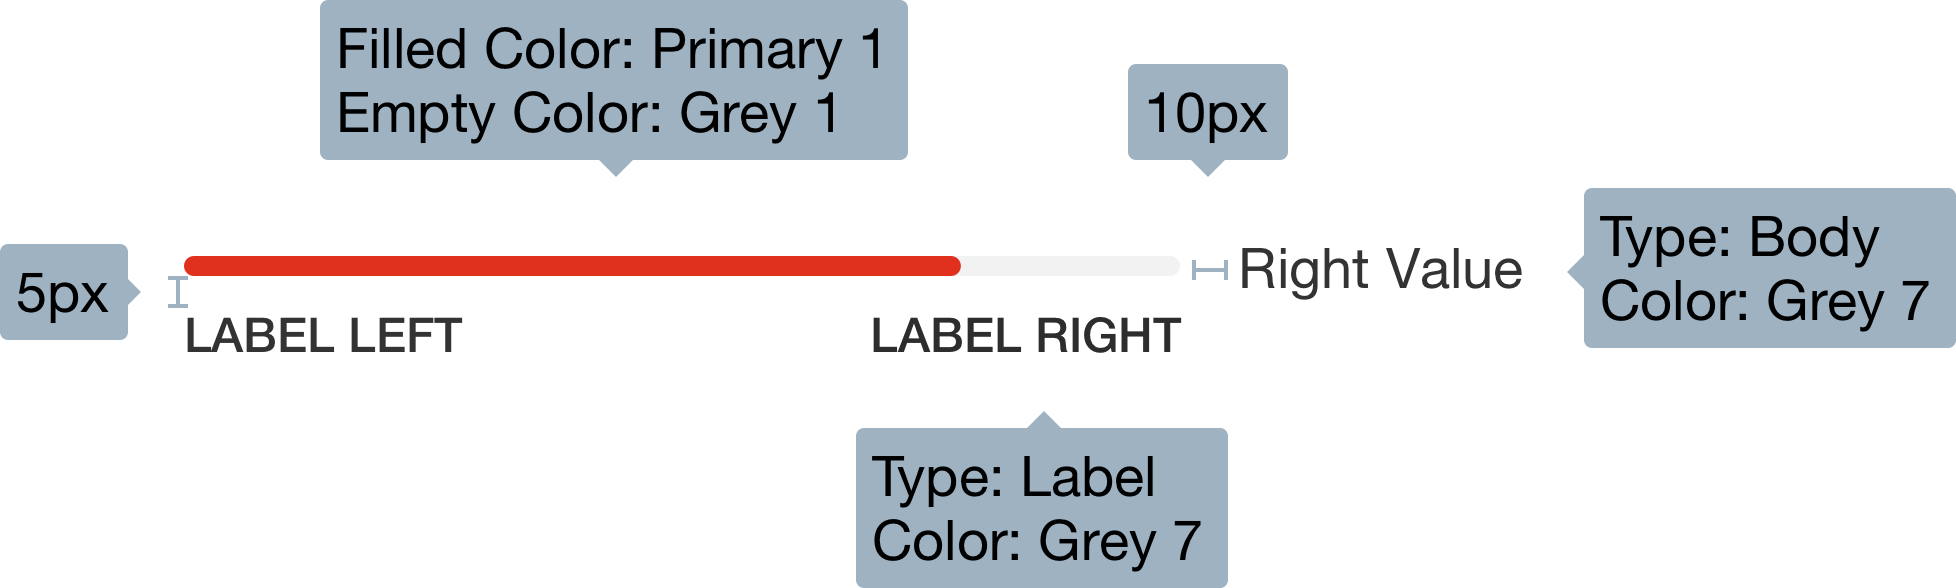 Filled Color: Primary 1
Empty Color: Grey 1
10px
5px
Right Value
Type: Body
Color: Grey 7
LABEL LEFT
LABEL RIGHT
Type: Label
Color: Grey 7